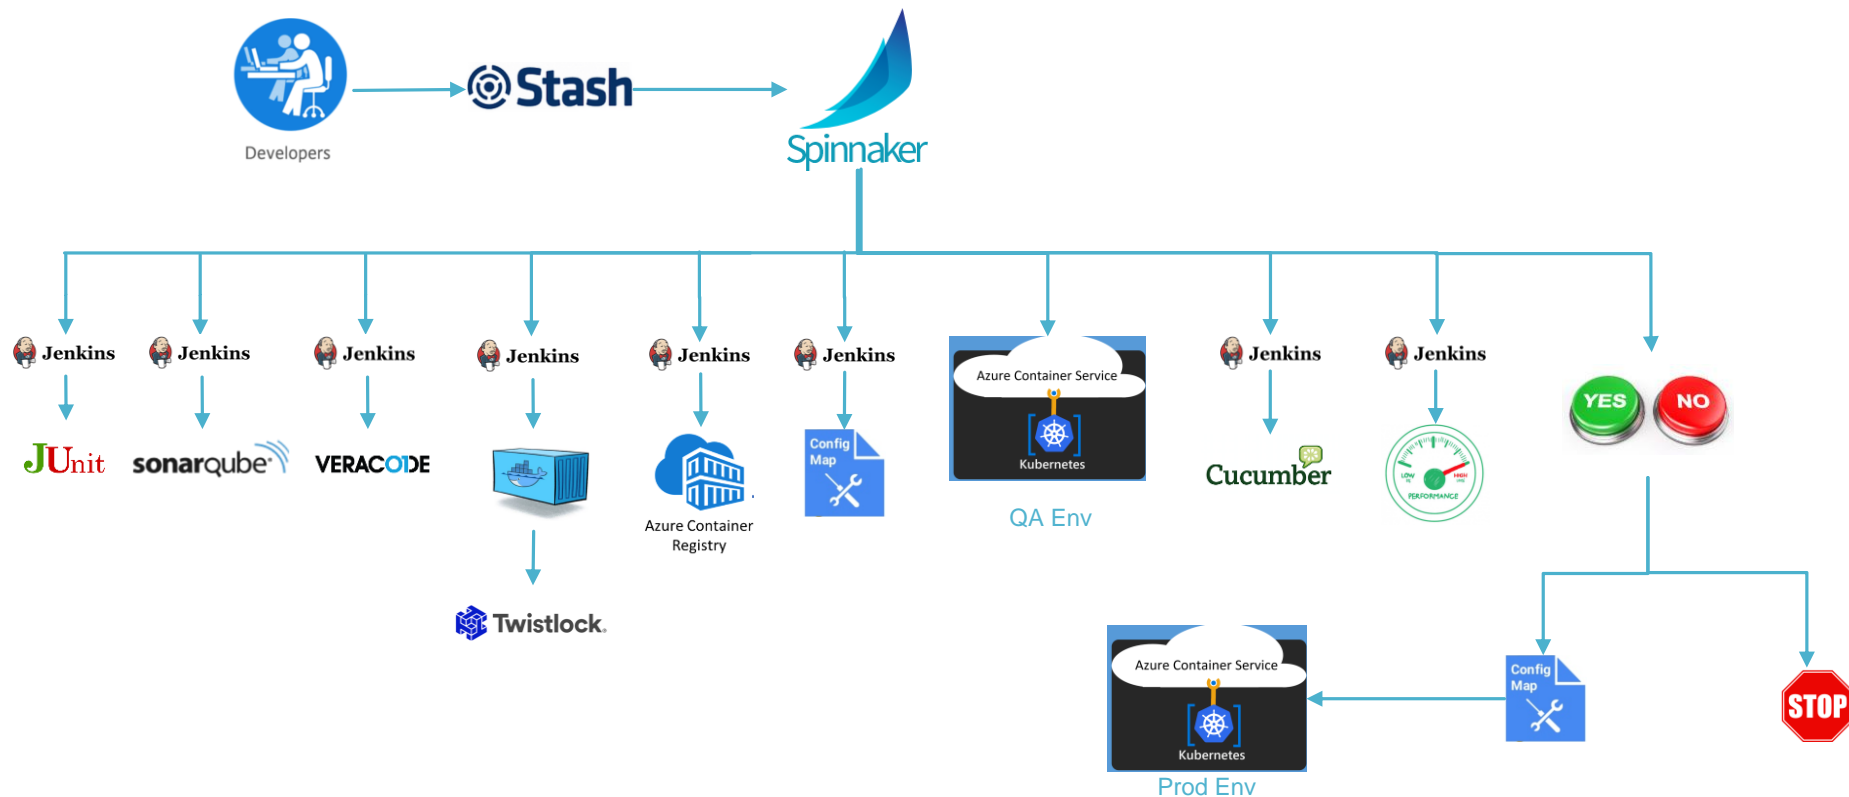 Developers
Stash
Spinnaker
Jenkins
Jenkins
Jenkins
Jenkins
Jenkins
Jenkins
Jenkins
Jenkins
JUnit
sonarqube
VERACODE
Azure Container
Registry
Config
Map
Azure Container Service
Kubernetes
QA Env
Cucumber
LOW
HIGH
PERFORMANCE
YES
NO
Twistlock
Azure Container Service
Kubernetes
Prod Env
Config
Map
STOP